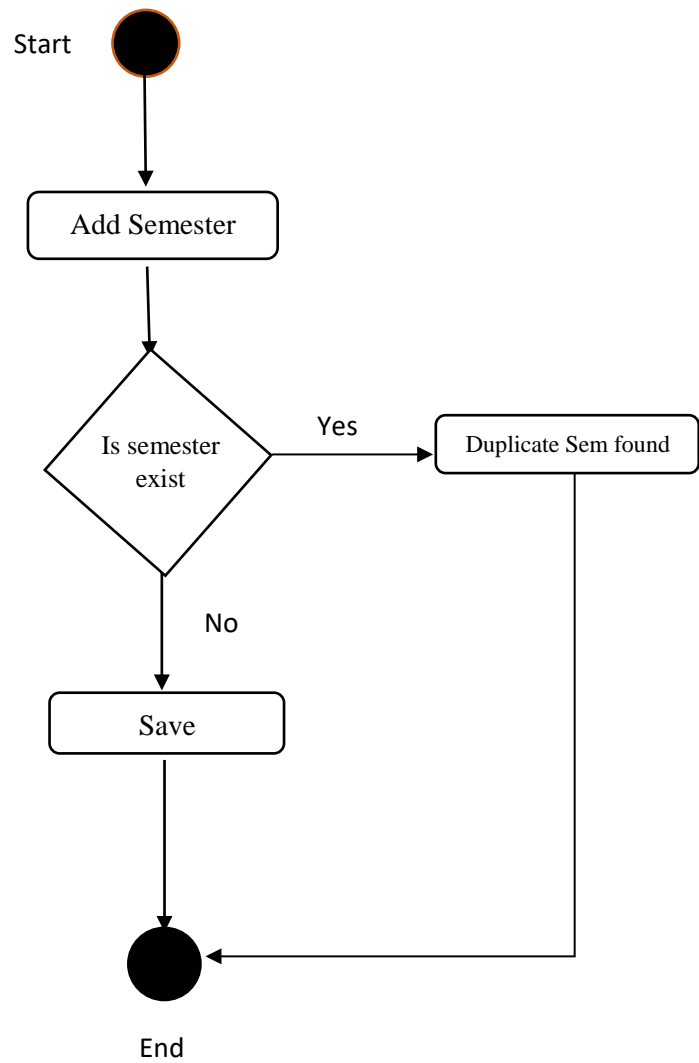 Start
Add Semester
Is semester
exist
Yes
Duplicate Sem found
No
Save
End